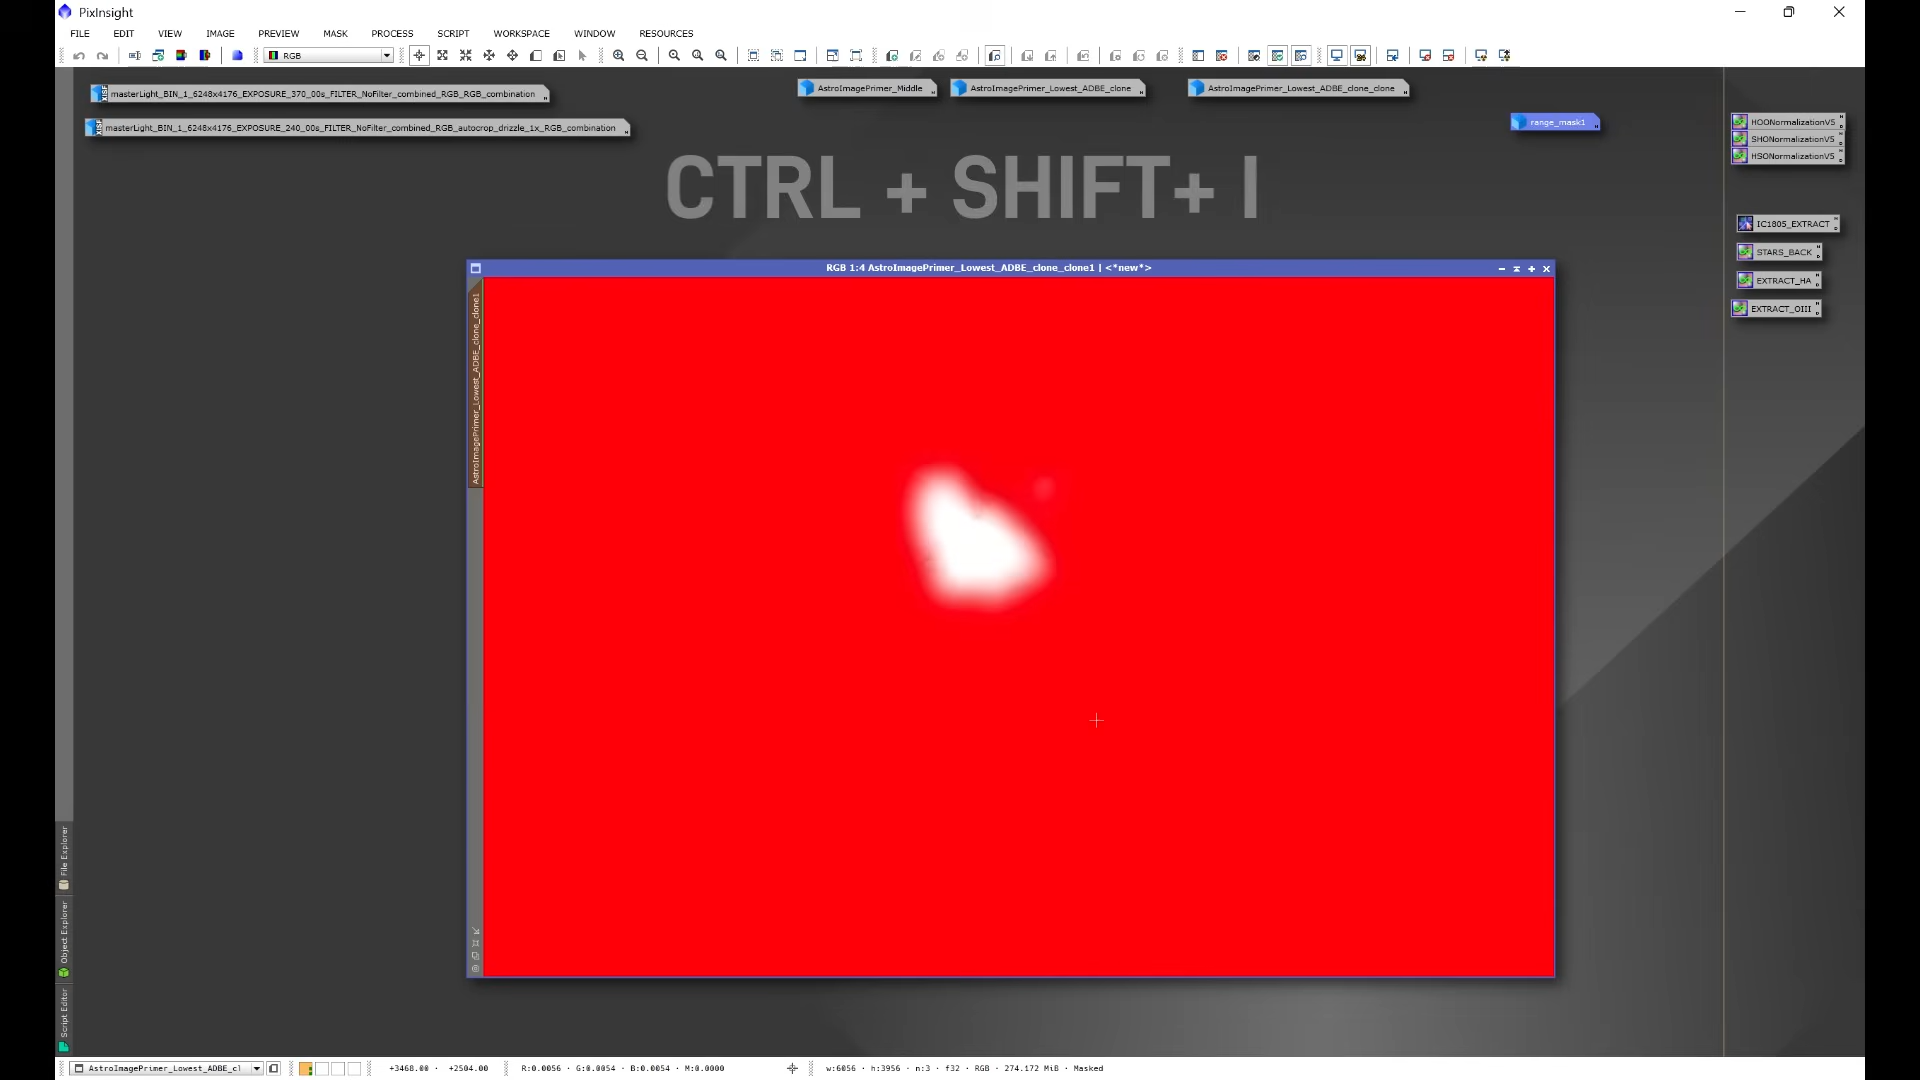 PixInsight
FILE EDIT VIEW IMAGE PREVIEW MASK PROCESS SCRIPT WORKSPACE WINDOW RESOURCES
RGB
masterLight_BIN_1_6248x4176_EXPOSURE_370_00s_FILTER_NoFilter_combined_RGB_RGB_combination
AstroImagePrimer_Middle
AstroImagePrimer_Lowest_ADBE_clone
AstroImagePrimer_Lowest_ADBE_clone_clone
masterLight_BIN_1_6248x4176_EXPOSURE_240_00s_FILTER_NoFilter_combined_RGB_autocrop_drizzle_1x_RGB_combination
range_mask1
HOONormalizationV5
SHONormalizationV5
HSONormalizationV5
CTRL + SHIFT+ I
IC1805_EXTRACT
STARS_BACK
EXTRACT_HA
EXTRACT_OIII
RGB 1:4 AstroImagePrimer_Lowest_ADBE_clone_clone1 | <*new*>
AstroImagePrimer_Lowest_ADBE_clone_clone1
File Explorer
Object Explorer
Script Editor
AstroImagePrimer_Lowest_ADBE_cl
+3468.00 · +2504.00
R:0.0056 · G:0.0054 · B:0.0054 · M:0.0000
w:6056 · h:3956 · n:3 · f32 · RGB · 274.172 MiB · Masked